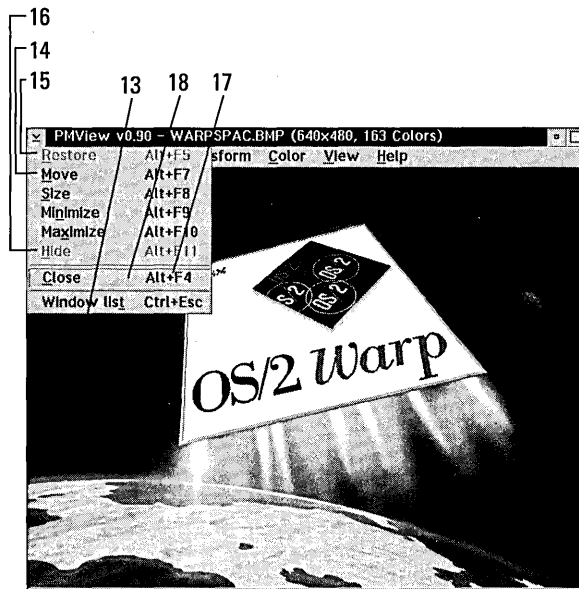 16
14
15 13 18 17
PMView v0.90 - WARPSPAC.BMP (640x480, 163 Colors)
Restore Alt+F5 sform Color View Help
Move Alt+F7
Size Alt+F8
Minimize Alt+F9
Maximize Alt+F10
Hide Alt+F11
Close Alt+F4
Window list Ctrl+Esc
OS/2
S/2 OS/2
OS/2 Warp